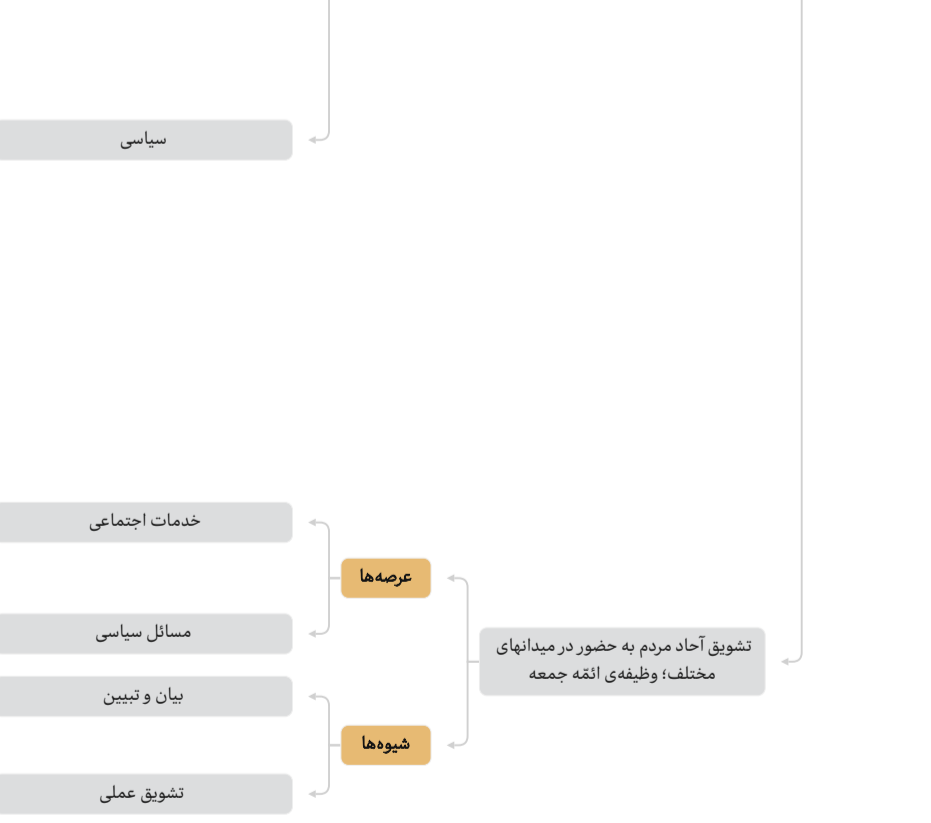 سیاسی
تشویق آحاد مردم به حضور در میدانهای
مختلف؛ وظیفه‌ی ائمّه جمعه
عرصه‌ها
خدمات اجتماعی
مسائل سیاسی
شیوه‌ها
بیان و تبیین
تشویق عملی